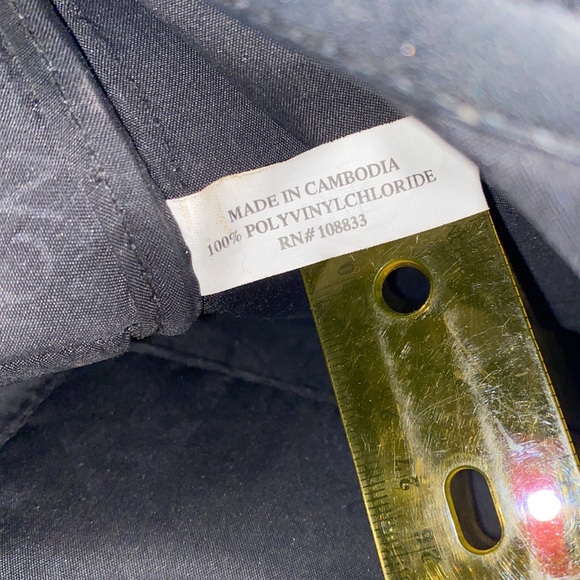 MADE IN CAMBODIA
100% POLYVINYLCHLORIDE
RN# 108833